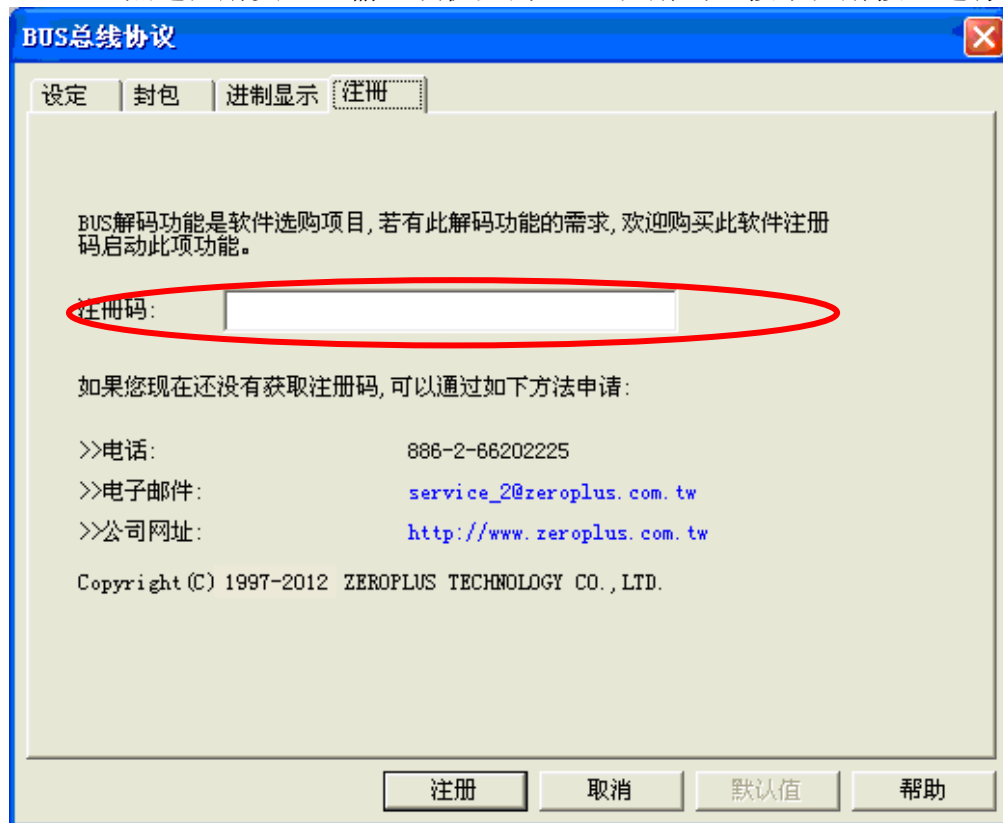 BUS总线协议
设定 封包 进制显示 注册
BUS解码功能是软件选购项目,若有此解码功能的需求,欢迎购买此软件注册
码启动此项功能。
注册码:
如果您现在还没有获取注册码,可以通过如下方法申请:
>>电话: 886-2-66202225
>>电子邮件: service_2@zeroplus.com.tw
>>公司网址: http://www.zeroplus.com.tw
Copyright(C) 1997-2012 ZEROPLUS TECHNOLOGY CO.,LTD.
注册 取消 默认值 帮助